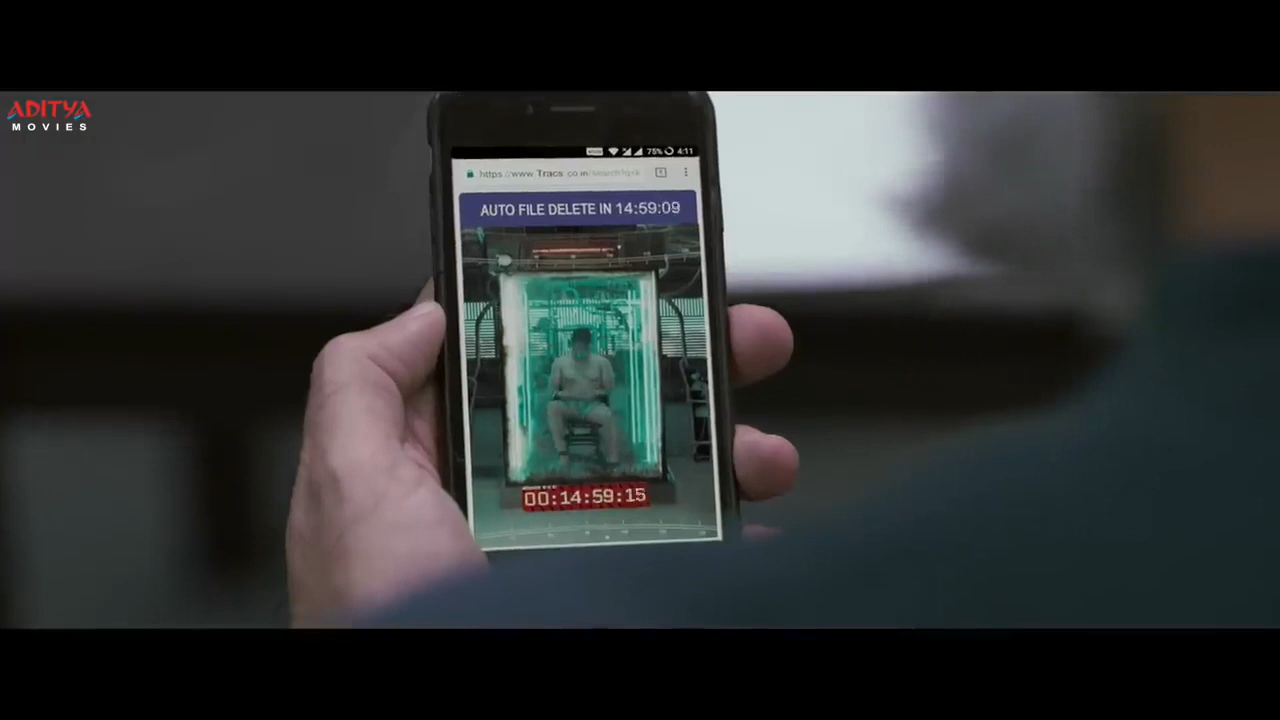 ADITYA
MOVIES
75% 4:11
https://www Tracs co.in/search?q=
AUTO FILE DELETE IN 14:59:09
00:14:59:15